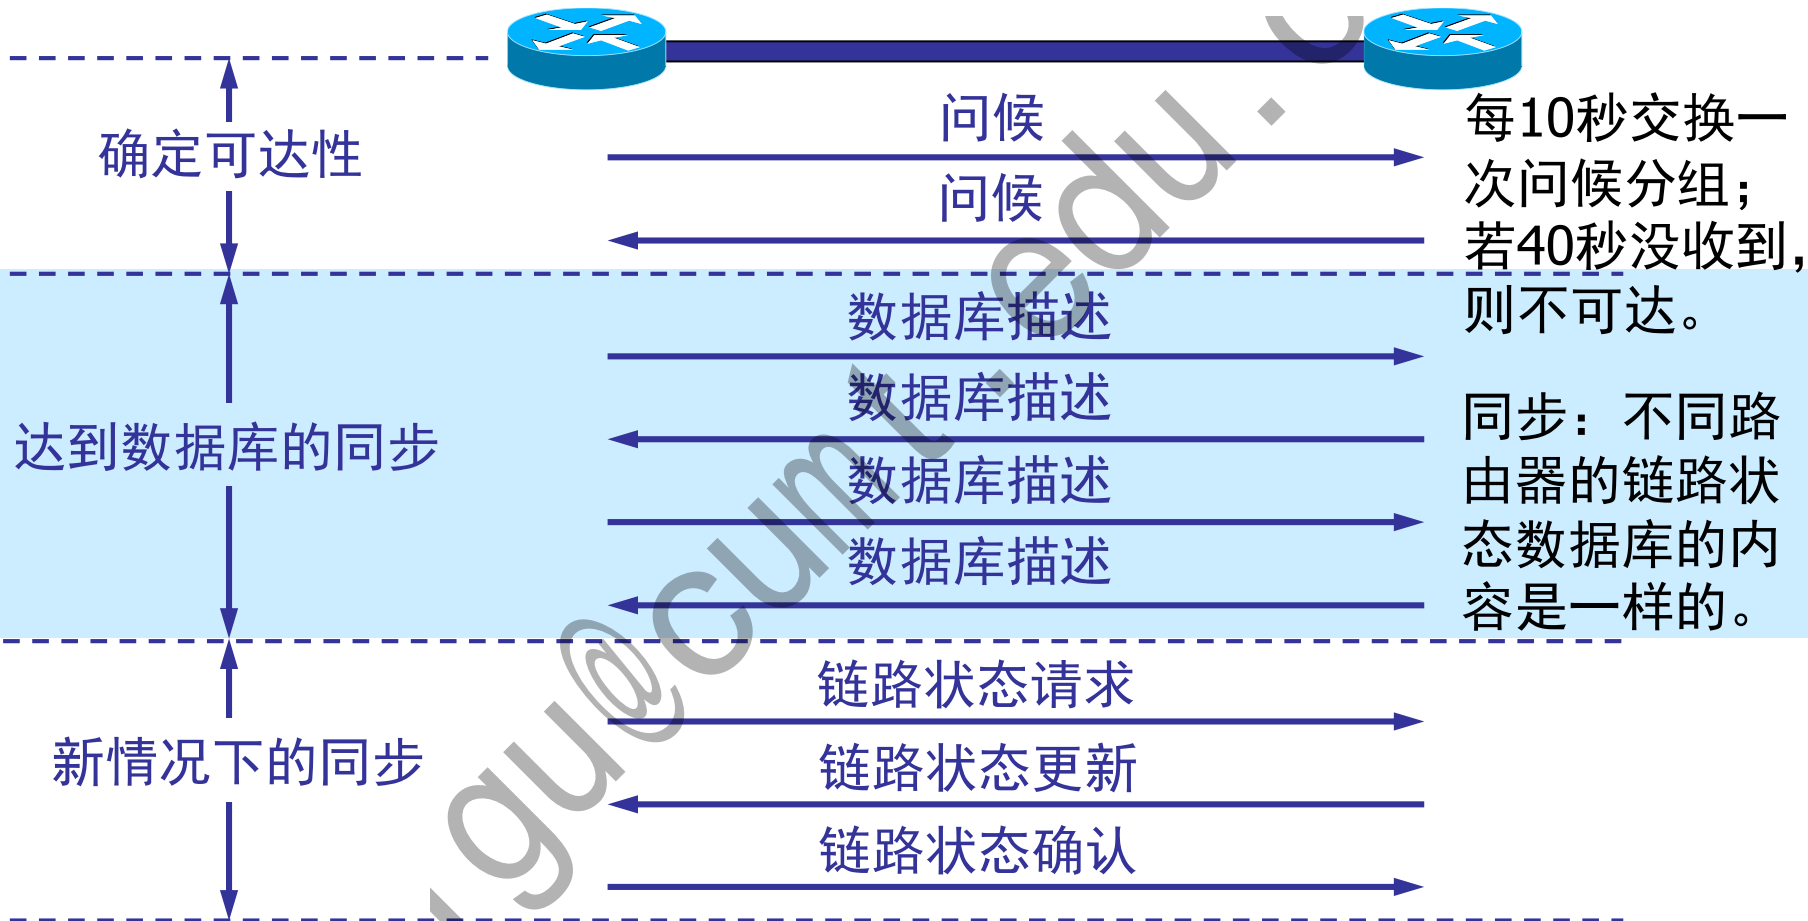 问候
每10秒交换一
确定可达性
次问候分组；
问候
若40秒没收到，
则不可达。
数据库描述
数据库描述
同步：不同路
达到数据库的同步
由器的链路状
数据库描述
态数据库的内
数据库描述
容是一样的。
链路状态请求
新情况下的同步
链路状态更新
链路状态确认
gu@cumt.edu.c